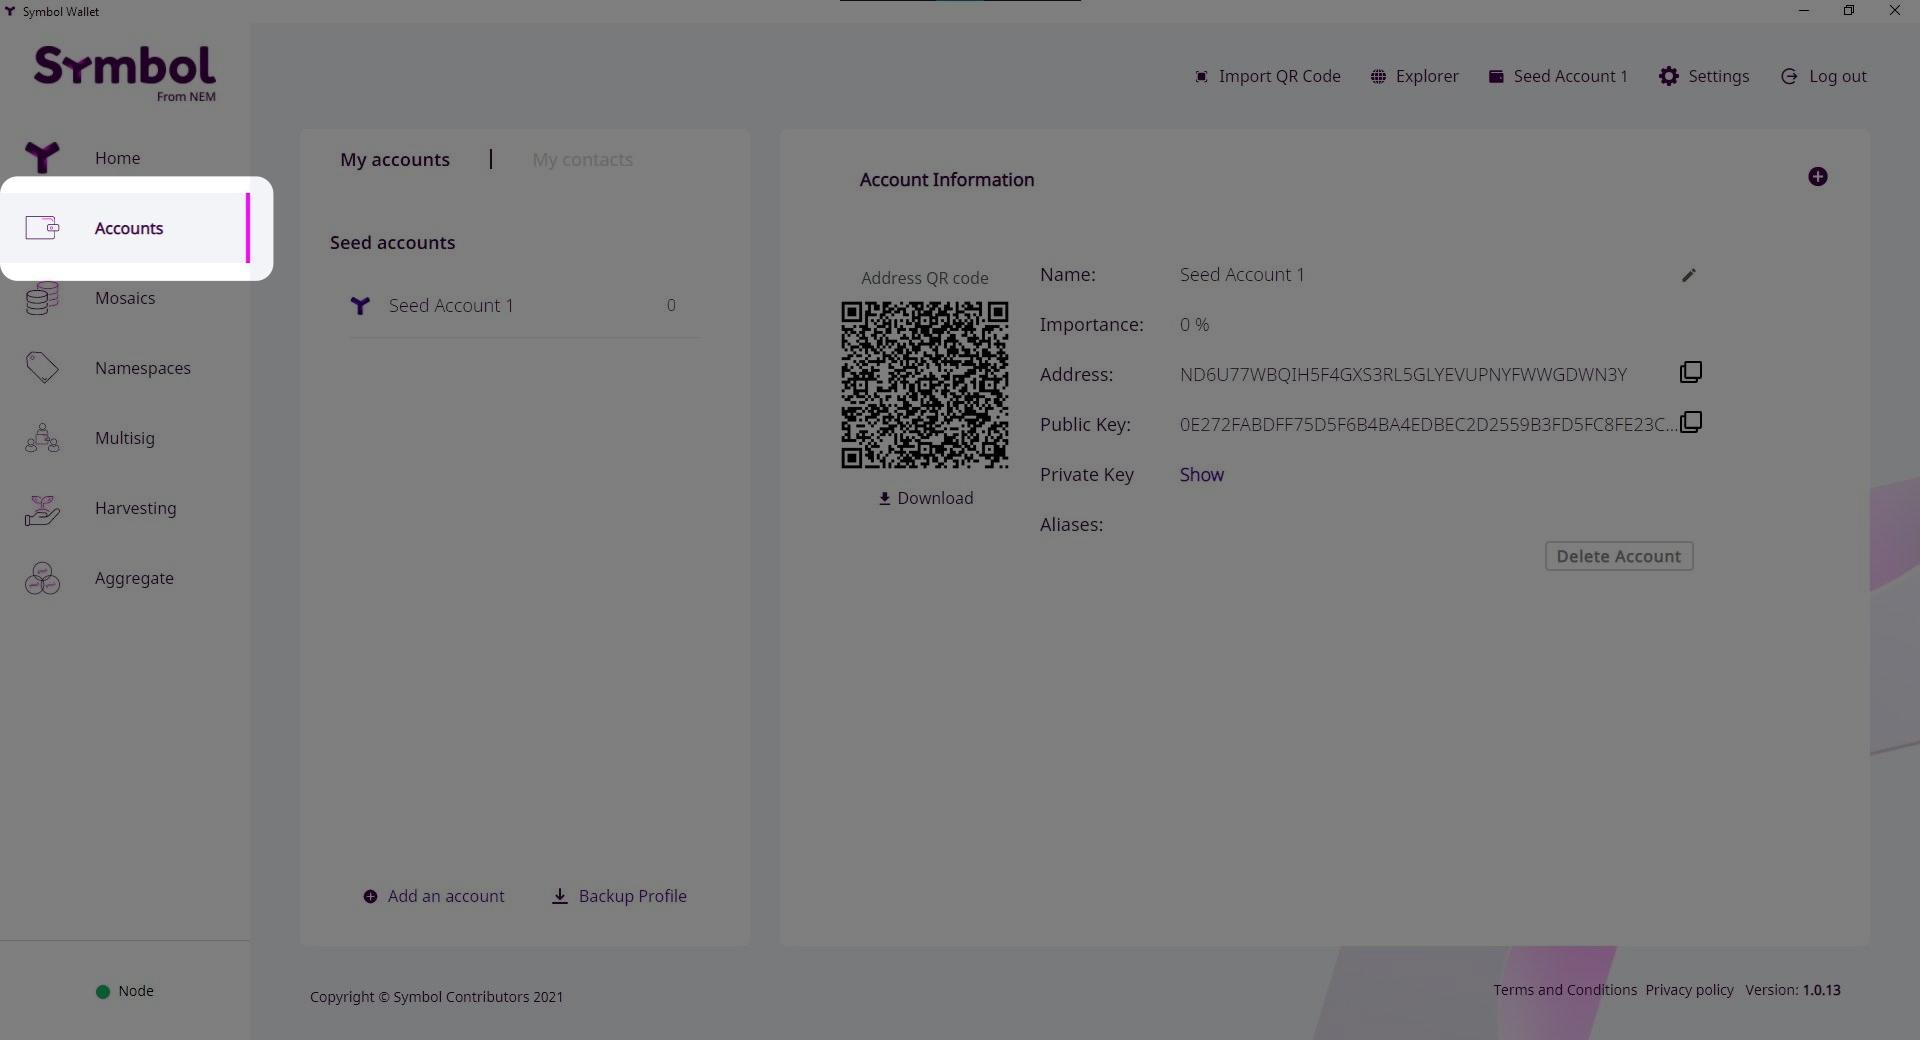 Symbol Wallet
Symbol
From NEM
Import QR Code
Explorer
Seed Account 1
Settings
Log out
Home
Accounts
Mosaics
Namespaces
Multisig
Harvesting
Aggregate
Node
My accounts
My contacts
Seed accounts
Seed Account 1 0
Add an account
Backup Profile
Account Information
Address QR code
Download
Name: Seed Account 1
Importance: 0 %
Address: ND6U77WBQIH5F4GXS3RL5GLYEVUPNYFWWGDWN3Y
Public Key: 0E272FABDFF75D5F6B4BA4EDBEC2D2559B3FD5FC8FE23C...
Private Key Show
Aliases:
Delete Account
Copyright © Symbol Contributors 2021
Terms and Conditions Privacy policy Version: 1.0.13